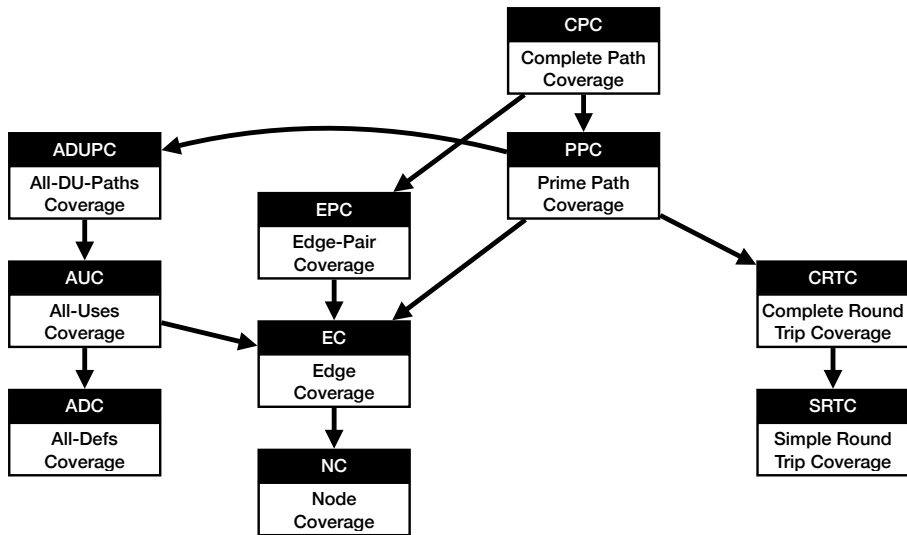 CPC
Complete Path
Coverage
ADUPC
All-DU-Paths
Coverage
PPC
Prime Path
Coverage
EPC
Edge-Pair
Coverage
AUC
All-Uses
Coverage
CRTC
Complete Round
Trip Coverage
EC
Edge
Coverage
ADC
All-Defs
Coverage
SRTC
Simple Round
Trip Coverage
NC
Node
Coverage